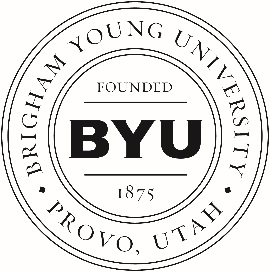 BRIGHAM YOUNG UNIVERSITY
FOUNDED
BYU
1875
PROVO, UTAH